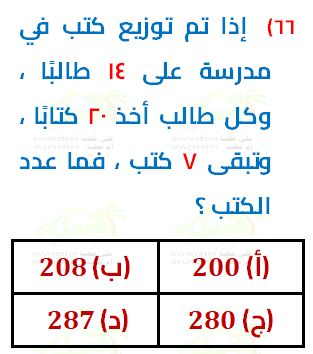 ٦٦) إذا تم توزيع كتب في
مدرسة على ١٤ طالبًا ،
وكل طالب أخذ ٢٠ كتابًا ،
وتبقى ٧ كتب ، فما عدد
الكتب ؟
(أ) 200
(ب) 208
(ج) 280
(د) 287